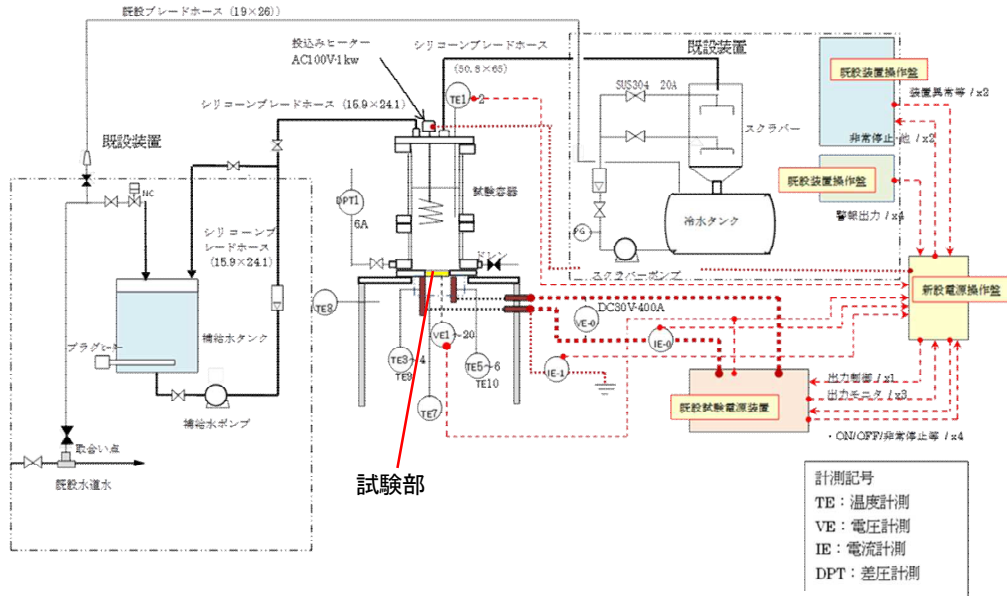 既設ブレードホース（19×26））
投込みヒーター
AC100V-1kw
シリコーンブレードホース
（50.8×65）
シリコーンブレードホース（15.9×24.1）
既設装置
既設装置
SUS304　20A
スクラバー
冷水タンク
PG
スクラバーポンプ
既設装置操作盤
装置異常等 / x2
非常停止 他 / x2
既設装置操作盤
警報出力 / x4
新設電源操作盤
TE1
2
試験容器
DPT1
6A
ドレン
NC
シリコーンブ
レードホース
（15.9×24.1）
補給水タンク
プラグヒーター
補給水ポンプ
取合い点
既設水道水
TE8
VE1～20
TE3～4
TE9
TE5～6
TE10
TE7
DC30V-400A
VE-0
IE-0
IE-1
既設試験電源装置
出力制御 / x1
出力モニタ / x3
・ON/OFF/非常停止等 / x4
試験部
計測記号
TE：温度計測
VE：電圧計測
IE：電流計測
DPT：差圧計測